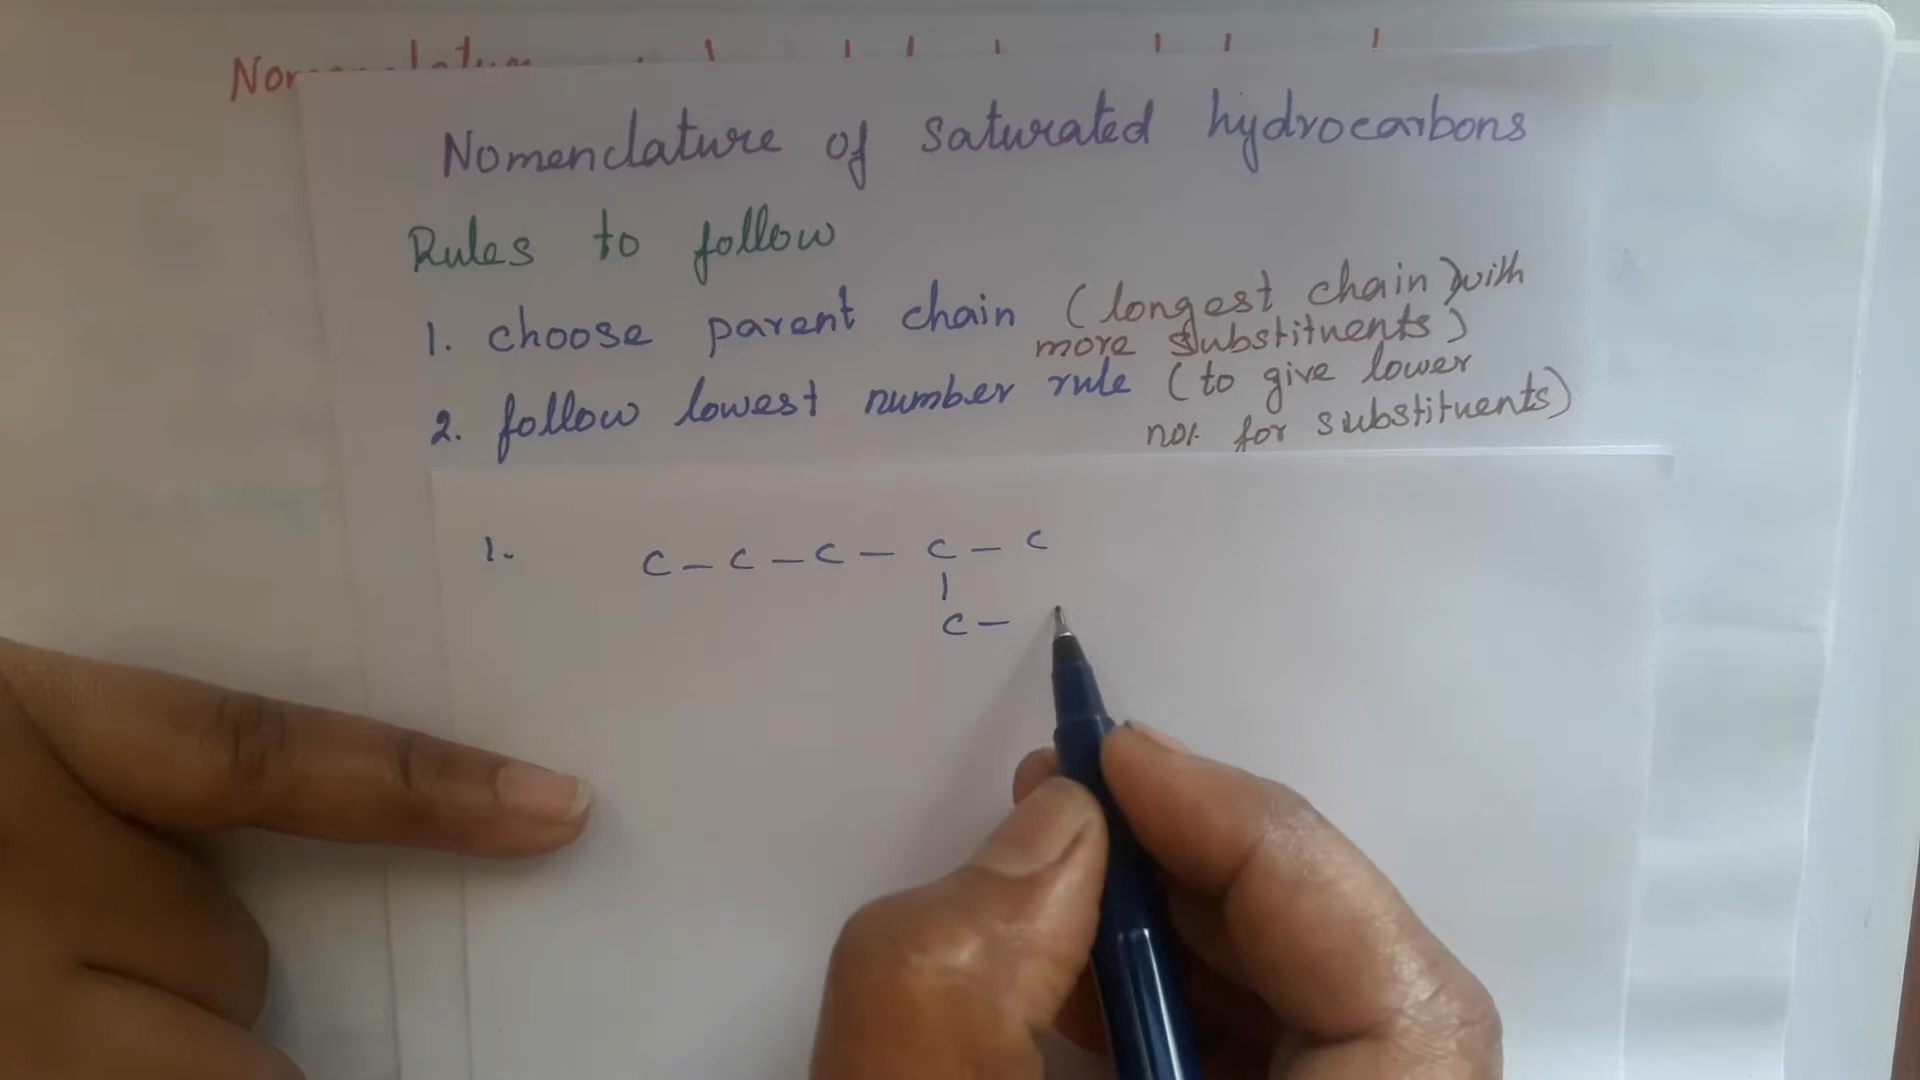 Nomenclature of saturated hydrocarbons
Rules to follow
1. choose parent chain (longest chain) with
more substituents)
2. follow lowest number rule (to give lower
no. for substituents)
1. C - C - C - C - C
|
C -